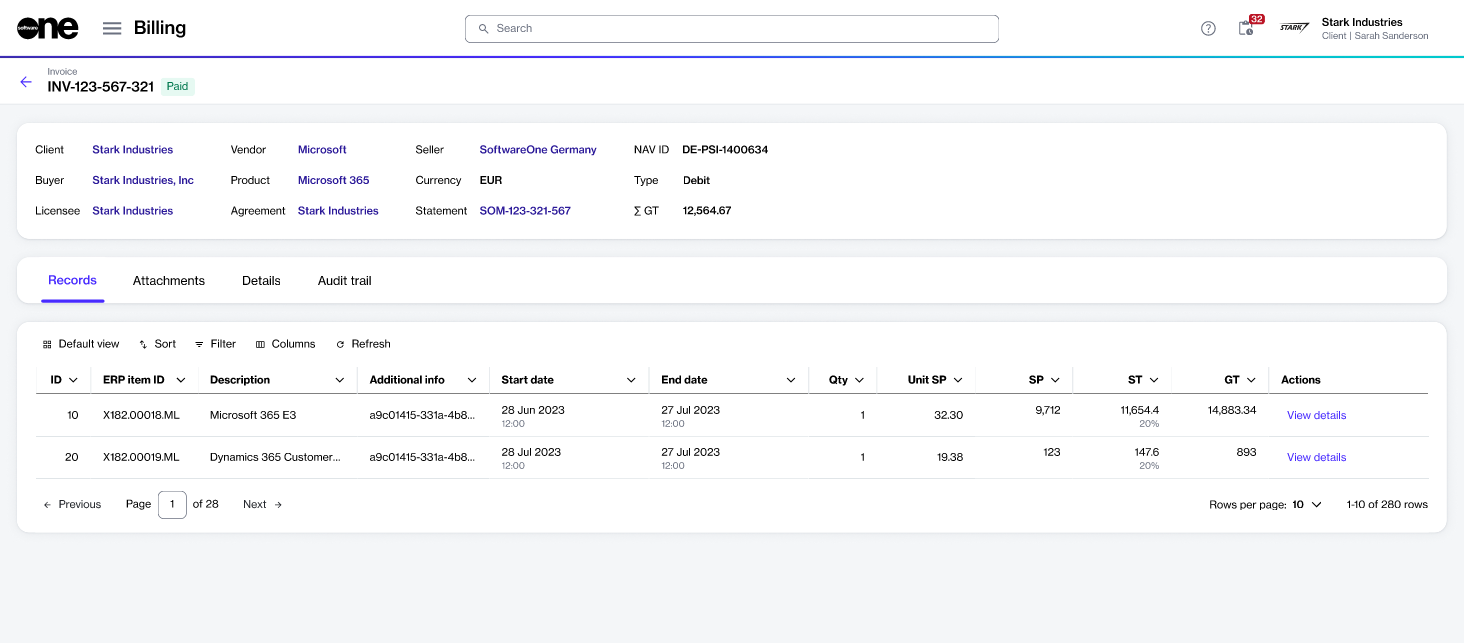 software one
Billing
Search
32
STARK
Stark Industries
Client | Sarah Sanderson
Invoice
INV-123-567-321 Paid
Client Stark Industries Vendor Microsoft Seller SoftwareOne Germany NAV ID DE-PSI-1400634
Buyer Stark Industries, Inc Product Microsoft 365 Currency EUR Type Debit
Licensee Stark Industries Agreement Stark Industries Statement SOM-123-321-567 Σ GT 12,564.67
Records Attachments Details Audit trail
Default view Sort Filter Columns Refresh
ID ERP item ID Description Additional info Start date End date Qty Unit SP SP ST GT Actions
10 X182.00018.ML Microsoft 365 E3 a9c01415-331a-4b8... 28 Jun 2023 27 Jul 2023 1 32.30 9,712 11,654.4 14,883.34 View details
12:00 12:00 20%
20 X182.00019.ML Dynamics 365 Customer... a9c01415-331a-4b8... 28 Jul 2023 27 Jul 2023 1 19.38 123 147.6 893 View details
12:00 12:00 20%
← Previous Page 1 of 28 Next → Rows per page: 10 1-10 of 280 rows